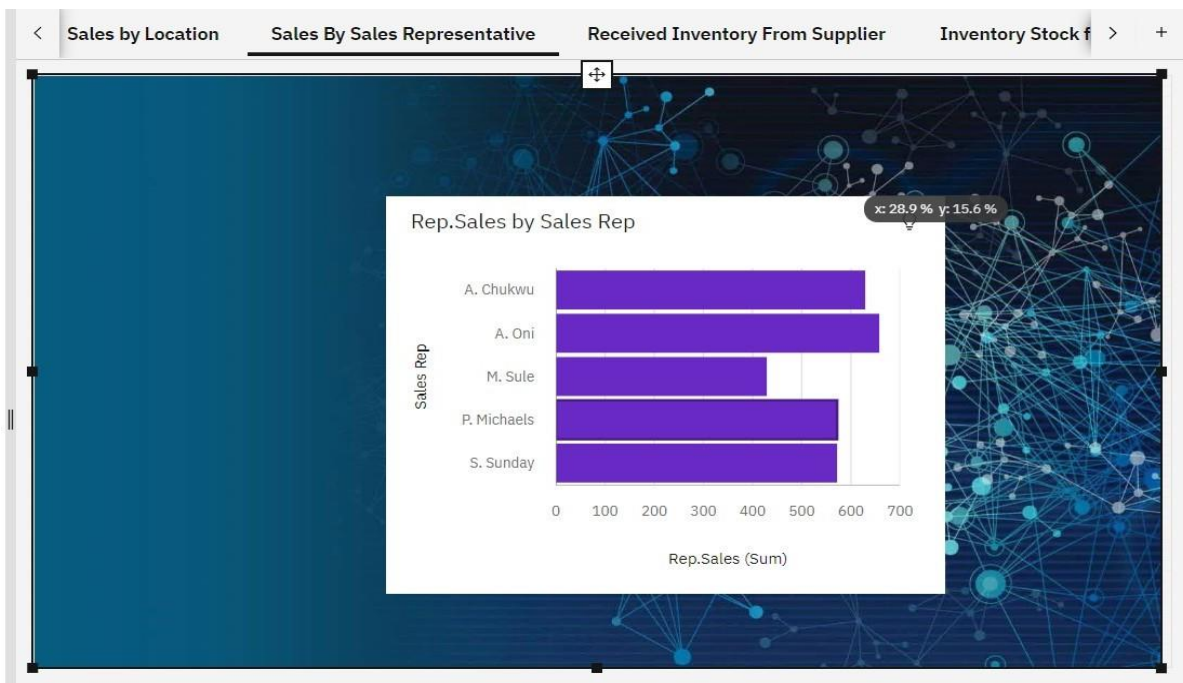 Sales by Location
Sales By Sales Representative
Received Inventory From Supplier
Inventory Stock f
x: 28.9 % y: 15.6 %
Rep.Sales by Sales Rep
Sales Rep
A. Chukwu
A. Oni
M. Sule
P. Michaels
S. Sunday
0 100 200 300 400 500 600 700
Rep.Sales (Sum)